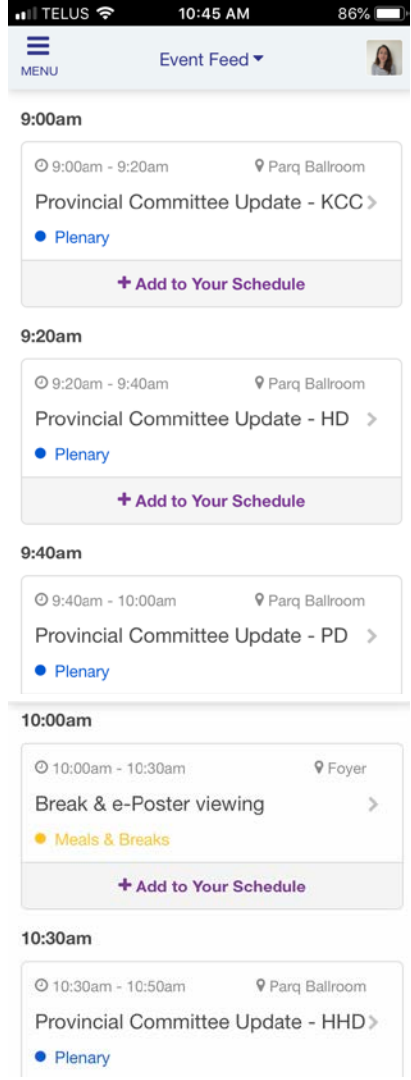 TELUS 10:45 AM 86%
MENU Event Feed
9:00am
9:00am - 9:20am Parq Ballroom
Provincial Committee Update - KCC
Plenary
+ Add to Your Schedule
9:20am
9:20am - 9:40am Parq Ballroom
Provincial Committee Update - HD
Plenary
+ Add to Your Schedule
9:40am
9:40am - 10:00am Parq Ballroom
Provincial Committee Update - PD
Plenary
10:00am
10:00am - 10:30am Foyer
Break & e-Poster viewing
Meals & Breaks
+ Add to Your Schedule
10:30am
10:30am - 10:50am Parq Ballroom
Provincial Committee Update - HHD
Plenary